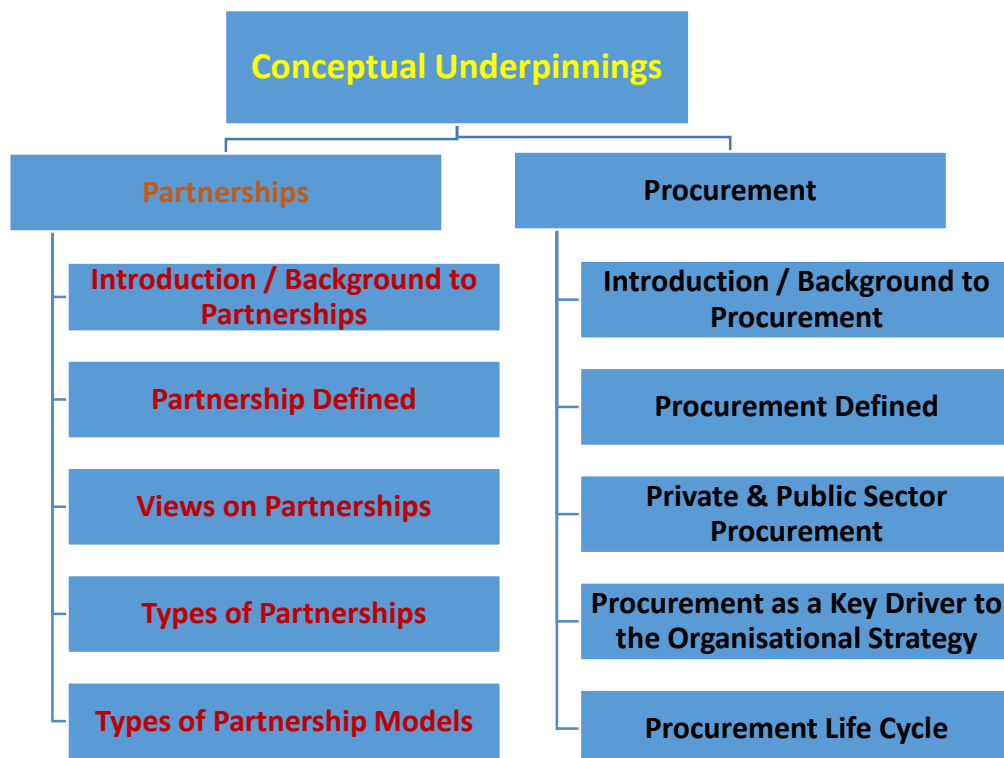 Conceptual Underpinnings
Partnerships
Introduction / Background to
Partnerships
Partnership Defined
Views on Partnerships
Types of Partnerships
Types of Partnership Models
Procurement
Introduction / Background to
Procurement
Procurement Defined
Private & Public Sector
Procurement
Procurement as a Key Driver to
the Organisational Strategy
Procurement Life Cycle